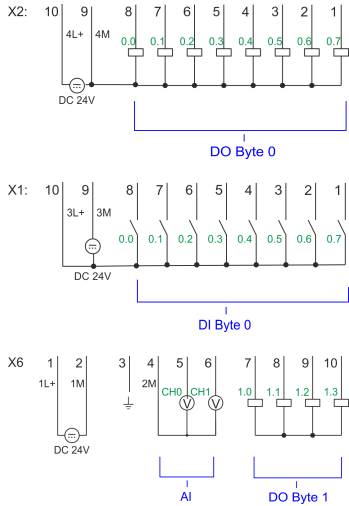 X2: 10 9 8 7 6 5 4 3 2 1
4L+ 4M 0.0 0.1 0.2 0.3 0.4 0.5 0.6 0.7
DC 24V
DO Byte 0
X1: 10 9 8 7 6 5 4 3 2 1
3L+ 3M
0.0 0.1 0.2 0.3 0.4 0.5 0.6 0.7
DC 24V
DI Byte 0
X6 1 2 3 4 5 6 7 8 9 10
1L+ 1M 2M CH0 CH1 1.0 1.1 1.2 1.3
DC 24V
AI DO Byte 1